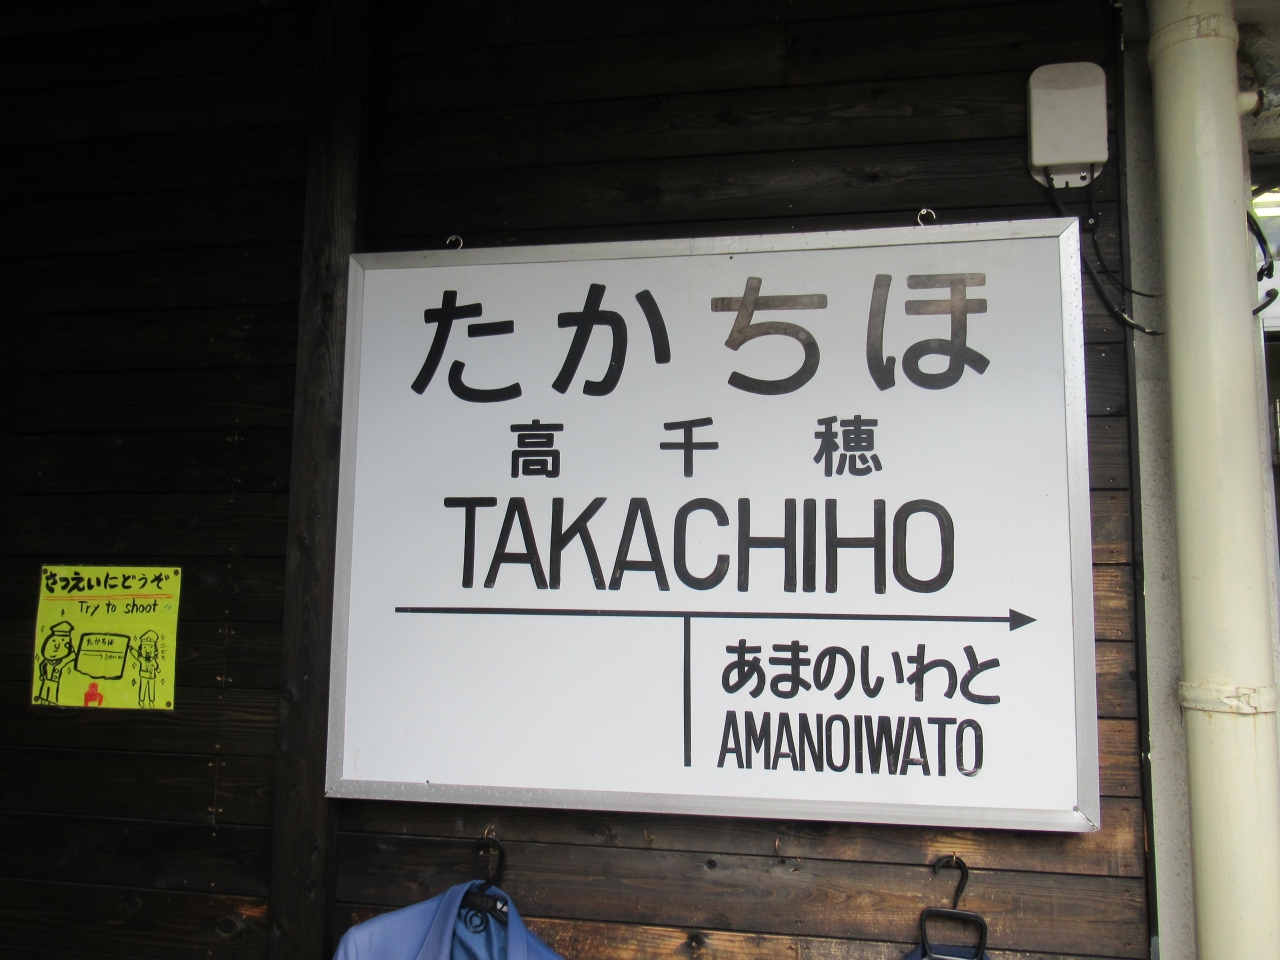 たかちほ
高千穂
TAKACHIHO
あまのいわと
AMANOIWATO
さつえいにどうぞ
Try to shoot
たかちほ